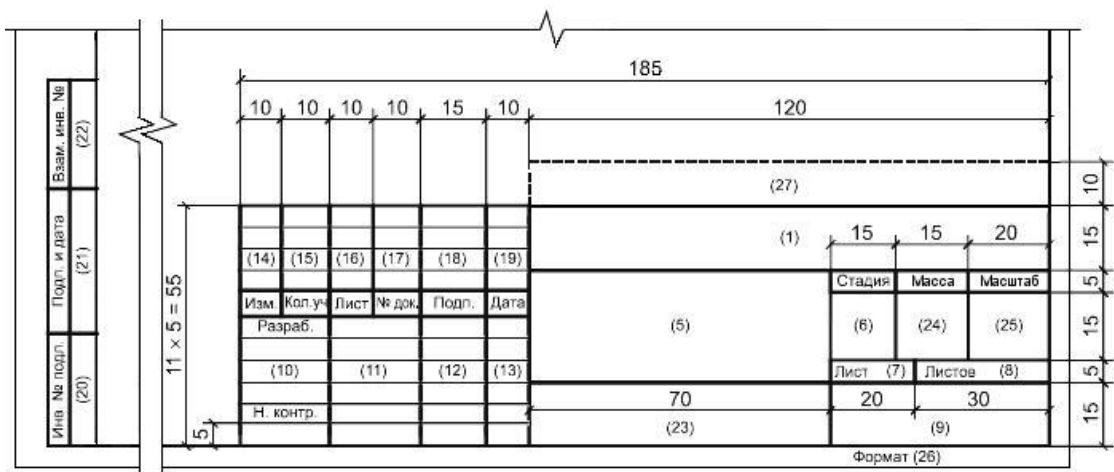 185
10 10 10 10 15 10 120
Взам. инв. №
(22)
(27)
10
(1)
15 15 20
15
(14) (15) (16) (17) (18) (19)
Подп. и дата
(21)
11 × 5 = 55
Стадия Масса Масштаб
5
Изм. Кол.уч Лист № док. Подп. Дата
Разраб.
(5)
(6) (24) (25)
15
(10) (11) (12) (13)
Лист (7) Листов (8)
5
Инв. № подл.
(20)
Н. контр.
70 20 30
15
5
(23) (9)
Формат (26)